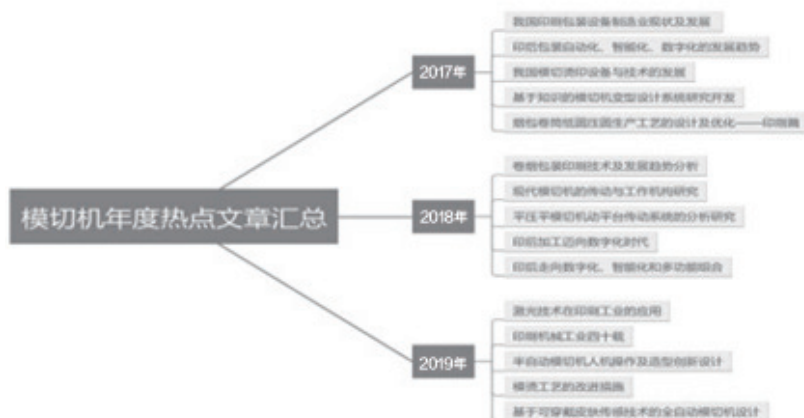 模切机年度热点文章汇总
2017年
我国印刷包装设备制造业现状及发展
印后包装自动化、智能化、数字化的发展趋势
我国模切烫印设备与技术的发展
基于知识的模切机变型设计系统研究开发
烟包卷筒纸圆压圆生产工艺的设计及优化——印刷篇
2018年
卷烟包装印刷技术及发展趋势分析
现代模切机的传动与工作机构研究
平压平模切机动平台传动系统的分析研究
印后加工迈向数字化时代
印后走向数字化、智能化和多功能组合
2019年
激光技术在印刷工业的应用
印刷机械工业四十载
半自动模切机人机操作及造型创新设计
模烫工艺的改进措施
基于可穿戴皮肤传感技术的全自动模切机设计